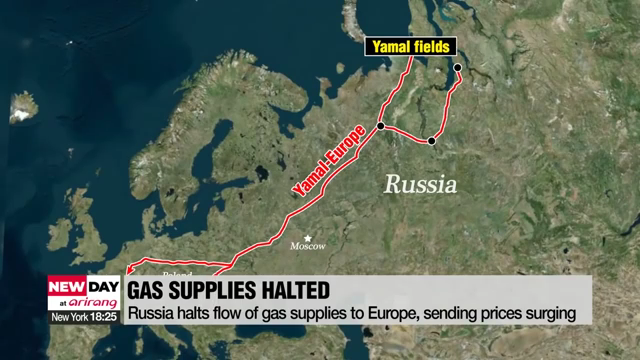 Yamal fields
Yamal-Europe
Russia
Moscow
Poland
NEW DAY
at arirang
New York 18:25
GAS SUPPLIES HALTED
Russia halts flow of gas supplies to Europe, sending prices surging